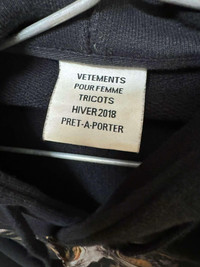 VETEMENTS
POUR FEMME
TRICOTS
HIVER 2018
PRET-A-PORTER